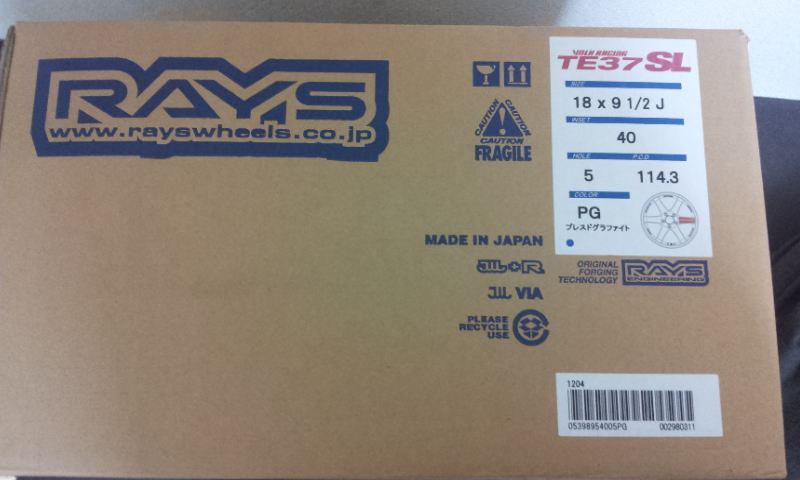 RAYS
www.rayswheels.co.jp
CAUTION CAUTION CAUTION
FRAGILE
MADE IN JAPAN
JWL+R
JWL VIA
PLEASE
RECYCLE
USE
VOLK RACING
TE37 SL
SIZE
18 x 9 1/2 J
INSET
40
HOLE P.C.D
5 114.3
COLOR
PG
プレスドグラファイト
ORIGINAL
FORGING
TECHNOLOGY
RAYS
ENGINEERING
1204
05398954005PG 002980311